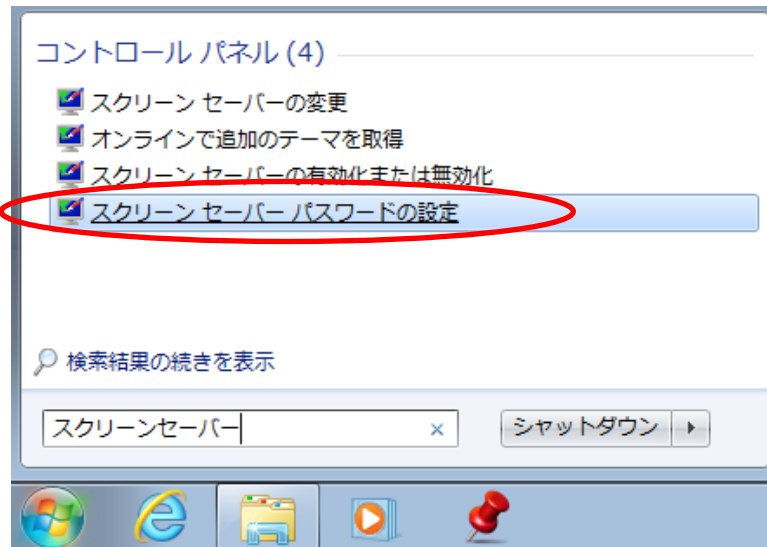 コントロール パネル (4)
スクリーン セーバーの変更
オンラインで追加のテーマを取得
スクリーン セーバーの有効化または無効化
スクリーン セーバー パスワードの設定
検索結果の続きを表示
スクリーンセーバー
シャットダウン